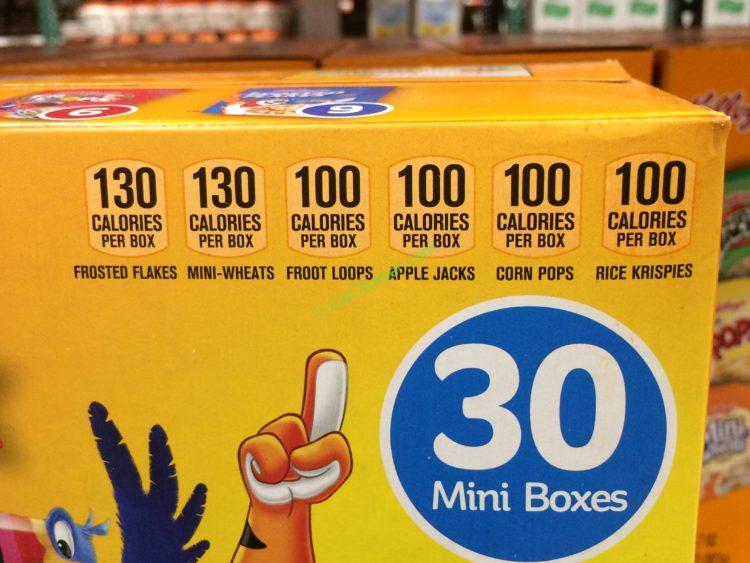 6
9
130
CALORIES
PER BOX
FROSTED FLAKES
130
CALORIES
PER BOX
MINI-WHEATS
100
CALORIES
PER BOX
FROOT LOOPS
100
CALORIES
PER BOX
APPLE JACKS
100
CALORIES
PER BOX
CORN POPS
100
CALORIES
PER BOX
RICE KRISPIES
30
Mini Boxes